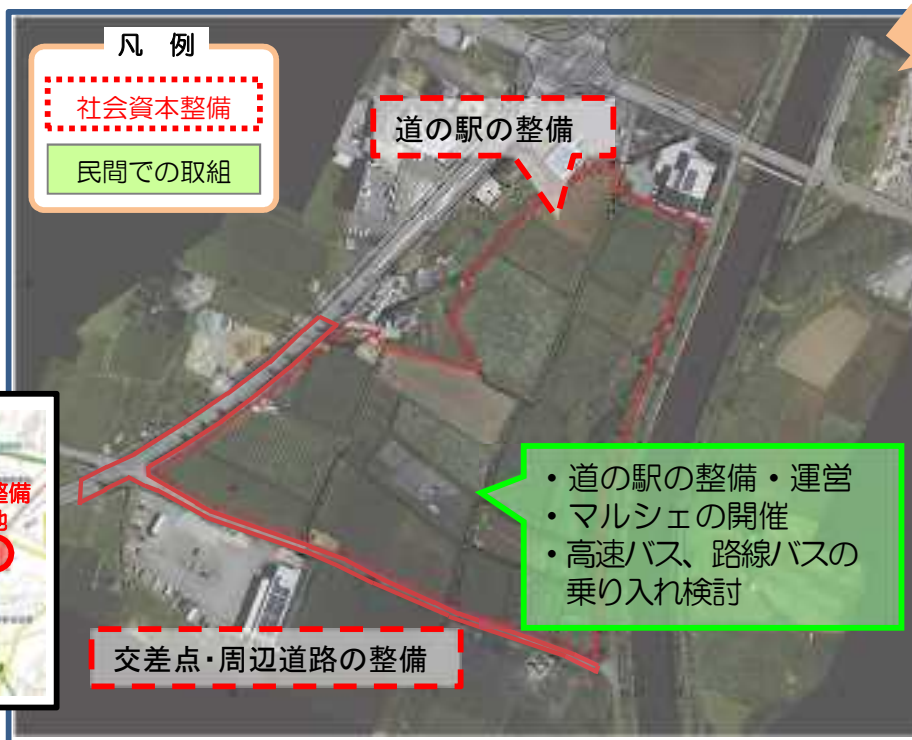 凡 例
社会資本整備
民間での取組
道の駅の整備
・道の駅の整備・運営
・マルシェの開催
・高速バス、路線バスの
乗り入れ検討
交差点・周辺道路の整備
整備
地